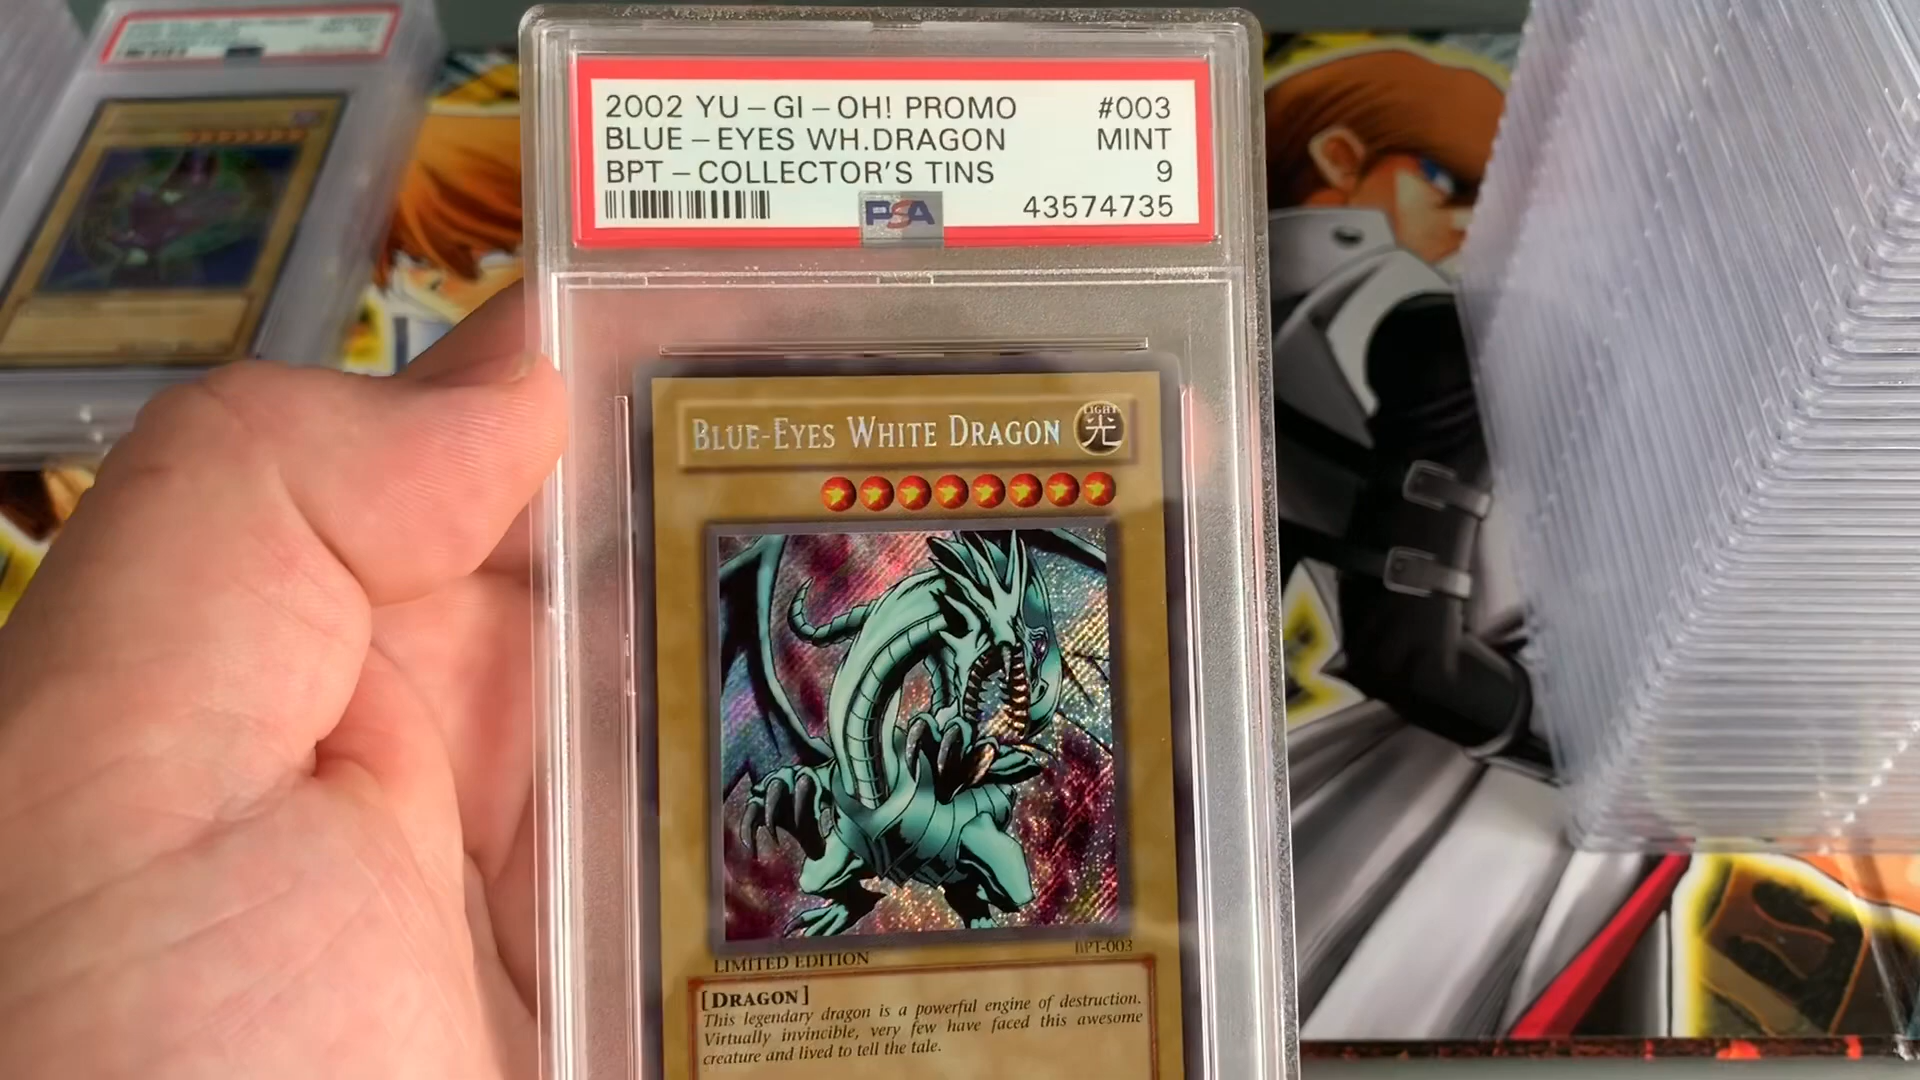 2002 YU-GI-OH! PROMO #003
BLUE-EYES WH.DRAGON MINT
BPT-COLLECTOR'S TINS 9
PSA 43574735
BLUE-EYES WHITE DRAGON
LIGHT
光
LIMITED EDITION BPT-003
[DRAGON]
This legendary dragon is a powerful engine of destruction.
Virtually invincible, very few have faced this awesome
creature and lived to tell the tale.